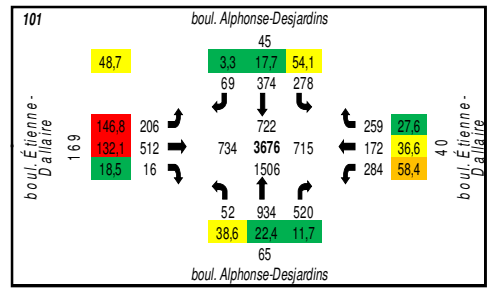 101 boul. Alphonse-Desjardins
45
48,7 3,3 17,7 54,1
69 374 278
boul. Étienne-
Dallaire
169
146,8 206 722 259 27,6
132,1 512 734 3676 715 172 36,6
18,5 16 1506 284 58,4
40
boul. Étienne-
Dallaire
52 934 520
38,6 22,4 11,7
65
boul. Alphonse-Desjardins